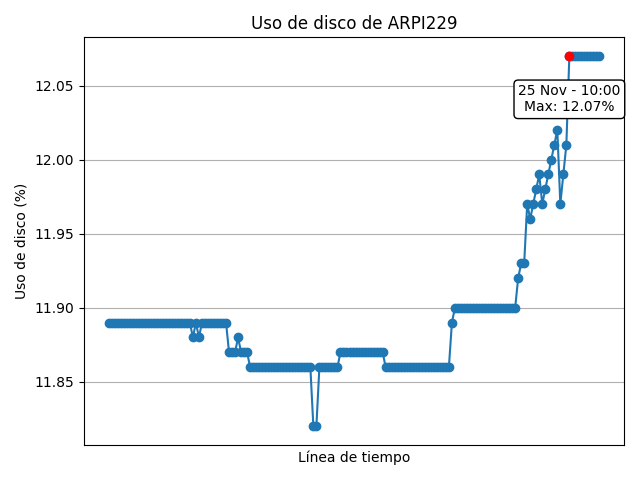 Uso de disco de ARPI229
12.05
12.00
11.95
11.90
11.85
Uso de disco (%)
25 Nov - 10:00
Max: 12.07%
Línea de tiempo